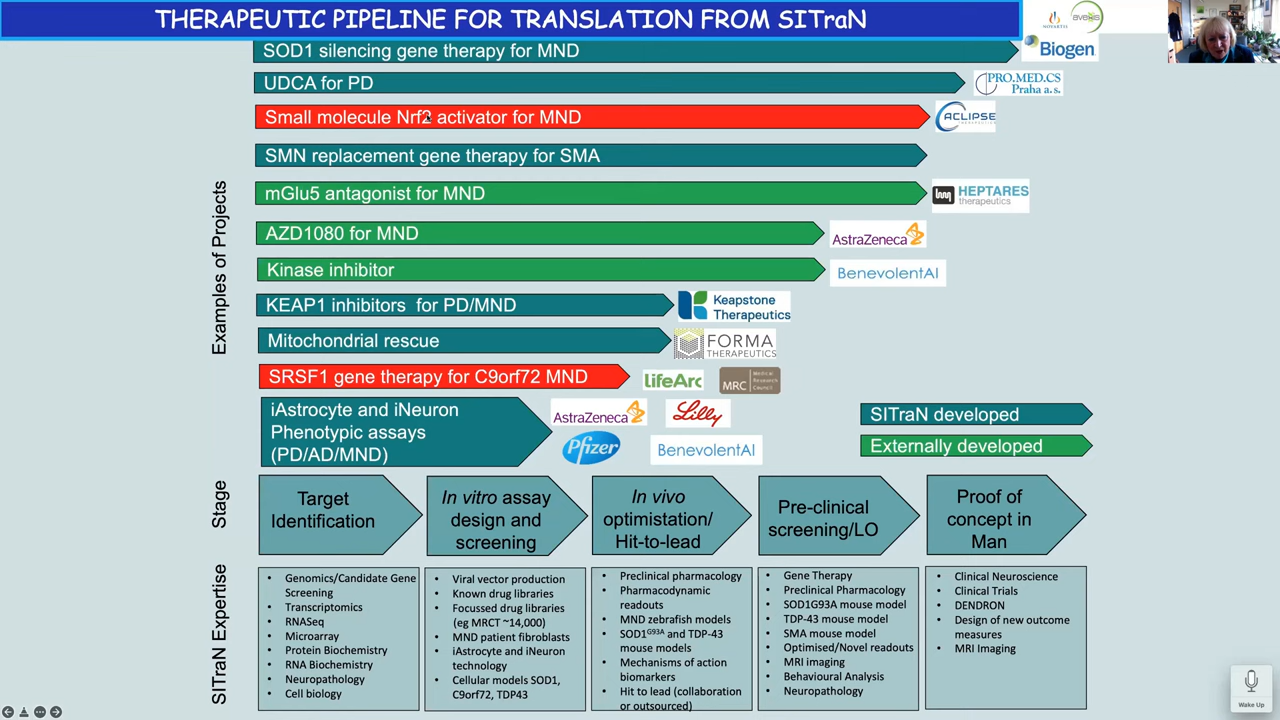 THERAPEUTIC PIPELINE FOR TRANSLATION FROM SITraN
NOVARTIS
avexis
SOD1 silencing gene therapy for MND
Biogen
UDCA for PD
PRO.MED.CS
Praha a.s.
Small molecule Nrf2 activator for MND
ACLIPSE
THERAPEUTICS
SMN replacement gene therapy for SMA
mGlu5 antagonist for MND
HEPTARES
therapeutics
AZD1080 for MND
AstraZeneca
Kinase inhibitor
BenevolentAI
KEAP1 inhibitors for PD/MND
Keapstone
Therapeutics
Mitochondrial rescue
FORMA
THERAPEUTICS
SRSF1 gene therapy for C9orf72 MND
LifeArc
MRC
Medical
Research
Council
iAstrocyte and iNeuron
Phenotypic assays
(PD/AD/MND)
AstraZeneca
Lilly
Pfizer
BenevolentAI
SITraN developed
Externally developed
Examples of Projects
Stage
Target
Identification
In vitro assay
design and
screening
In vivo
optimistation/
Hit-to-lead
Pre-clinical
screening/LO
Proof of
concept in
Man
SITraN Expertise
• Genomics/Candidate Gene
Screening
• Transcriptomics
• RNASeq
• Microarray
• Protein Biochemistry
• RNA Biochemistry
• Neuropathology
• Cell biology
• Viral vector production
• Known drug libraries
• Focussed drug libraries
(eg MRCT ~14,000)
• MND patient fibroblasts
• iAstrocyte and iNeuron
technology
• Cellular models SOD1,
C9orf72, TDP43
• Preclinical pharmacology
• Pharmacodynamic
readouts
• MND zebrafish models
• SOD1G93A and TDP-43
mouse models
• Mechanisms of action
biomarkers
• Hit to lead (collaboration
or outsourced)
• Gene Therapy
• Preclinical Pharmacology
• SOD1G93A mouse model
• TDP-43 mouse model
• SMA mouse model
• Optimised/Novel readouts
• MRI imaging
• Behavioural Analysis
• Neuropathology
• Clinical Neuroscience
• Clinical Trials
• DENDRON
• Design of new outcome
measures
• MRI Imaging
Wake Up